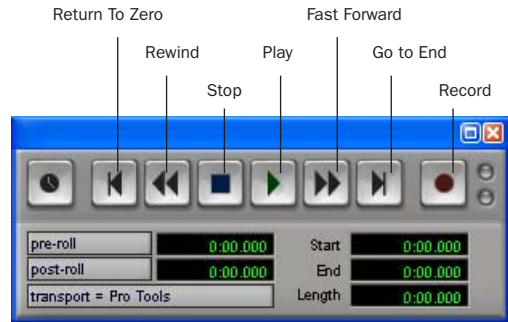 Return To Zero
Fast Forward
Rewind
Play
Go to End
Stop
Record
pre-roll
0:00.000
Start
0:00.000
post-roll
0:00.000
End
0:00.000
transport = Pro Tools
Length
0:00.000